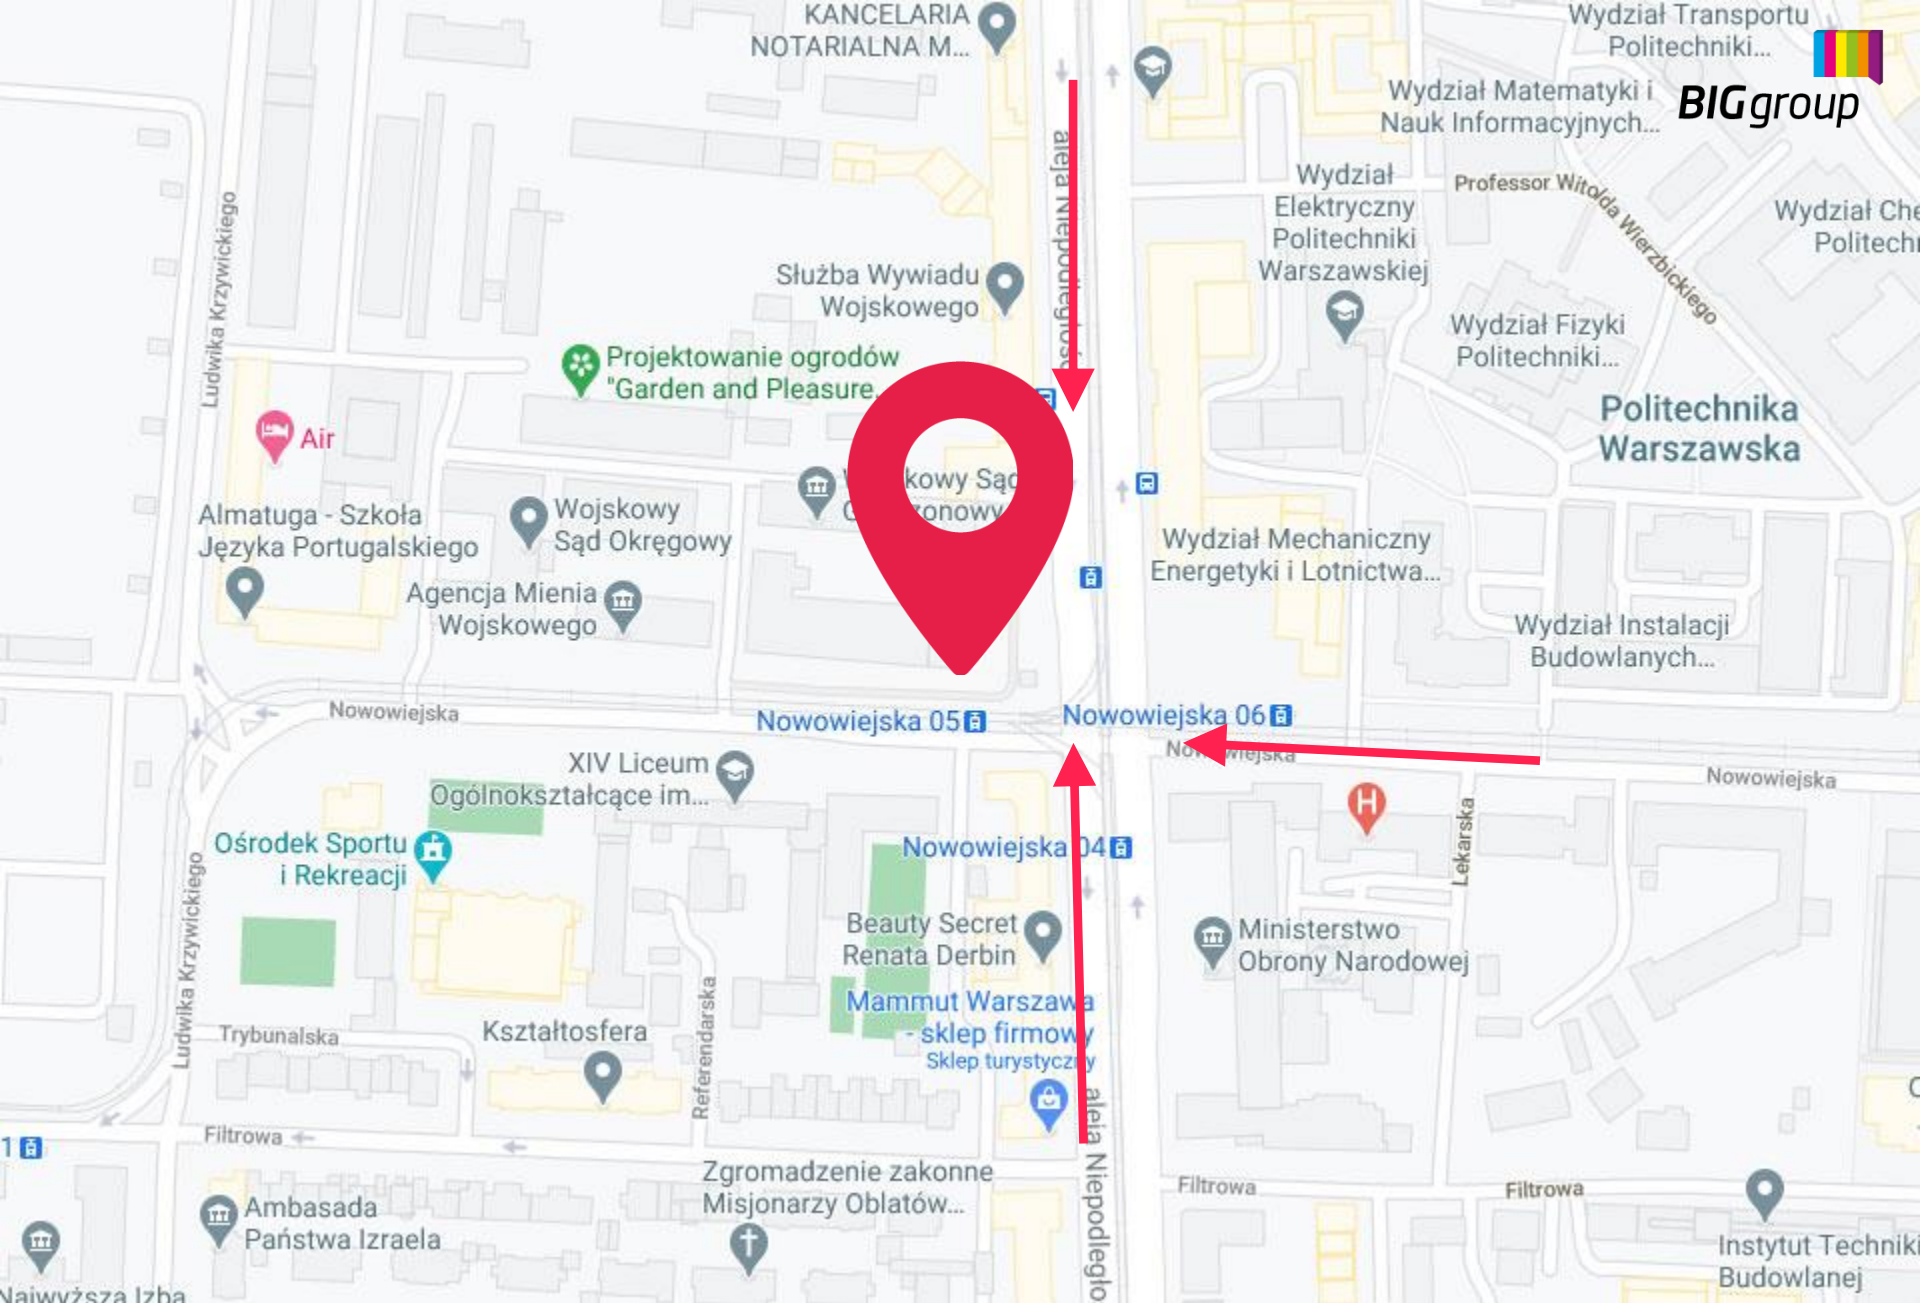 KANCELARIA
NOTARIALNA M...
Wydział Transportu
Politechniki...
BIGgroup
Wydział Matematyki i
Nauk Informacyjnych...
aleja Niepodległości
Wydział
Elektryczny
Politechniki
Warszawskiej
Professor Witolda Wierzbickiego
Wydział Che
Politechn
Ludwika Krzywickiego
Służba Wywiadu
Wojskowego
Wydział Fizyki
Politechniki...
Projektowanie ogrodów
"Garden and Pleasure.
Politechnika
Warszawska
Air
kowy Sąd
zonowy
Almatuga - Szkoła
Języka Portugalskiego
Wojskowy
Sąd Okręgowy
Wydział Mechaniczny
Energetyki i Lotnictwa...
Agencja Mienia
Wojskowego
Wydział Instalacji
Budowlanych...
Nowowiejska
Nowowiejska 05
Nowowiejska 06
Nowowiejska
Nowowiejska
XIV Liceum
Ogólnokształcące im...
H
Lekarska
Ośrodek Sportu
i Rekreacji
Nowowiejska 04
Ludwika Krzywickiego
Beauty Secret
Renata Derbin
Ministerstwo
Obrony Narodowej
Mammut Warszawa
- sklep firmowy
Sklep turystyczny
Trybunalska
Kształtosfera
Referendarska
aleja Niepodległo
1
Filtrowa
Zgromadzenie zakonne
Misjonarzy Oblatów...
Filtrowa
Filtrowa
Ambasada
Państwa Izraela
Instytut Techniki
Budowlanej
Najwyższa Izba